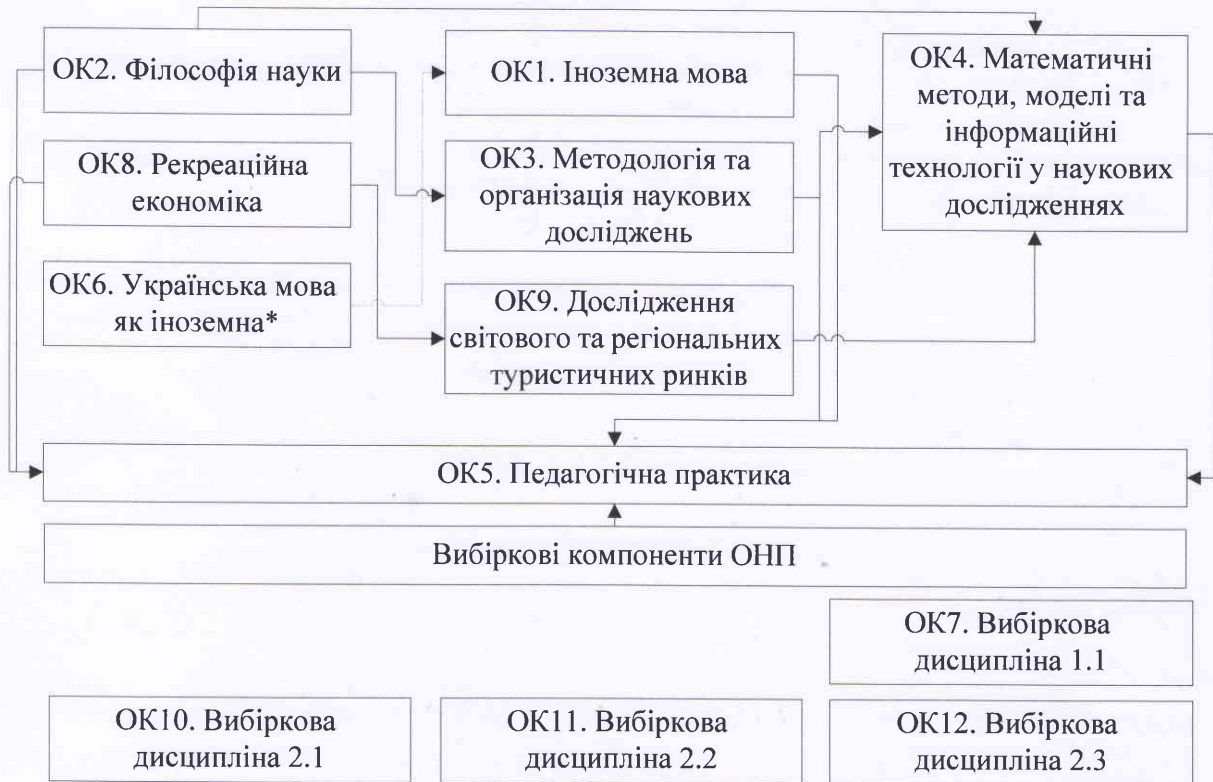 ОК2. Філософія науки
ОК1. Іноземна мова
ОК4. Математичні
методи, моделі та
інформаційні
технології у наукових
дослідженнях
ОК8. Рекреаційна
економіка
ОК3. Методологія та
організація наукових
досліджень
ОК6. Українська мова
як іноземна*
ОК9. Дослідження
світового та регіональних
туристичних ринків
ОК5. Педагогічна практика
Вибіркові компоненти ОНП
ОК7. Вибіркова
дисципліна 1.1
ОК10. Вибіркова
дисципліна 2.1
ОК11. Вибіркова
дисципліна 2.2
ОК12. Вибіркова
дисципліна 2.3